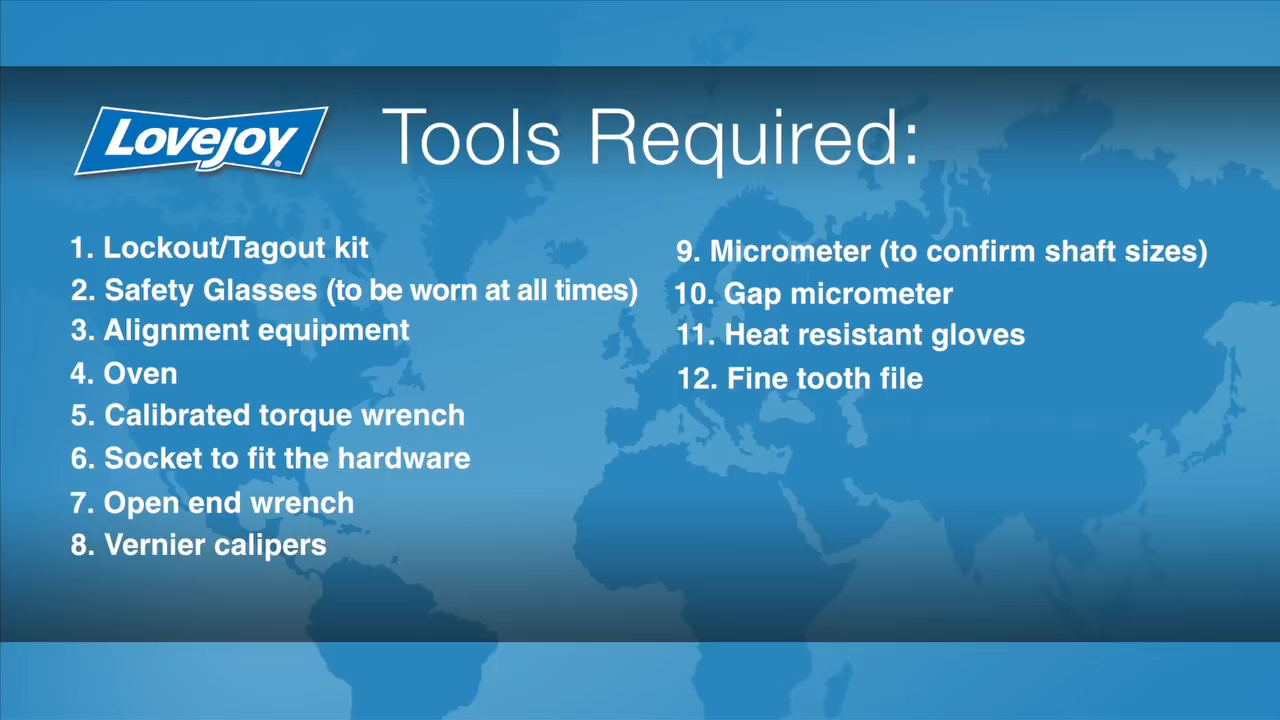 Lovejoy®
Tools Required:
1. Lockout/Tagout kit
2. Safety Glasses (to be worn at all times)
3. Alignment equipment
4. Oven
5. Calibrated torque wrench
6. Socket to fit the hardware
7. Open end wrench
8. Vernier calipers
9. Micrometer (to confirm shaft sizes)
10. Gap micrometer
11. Heat resistant gloves
12. Fine tooth file